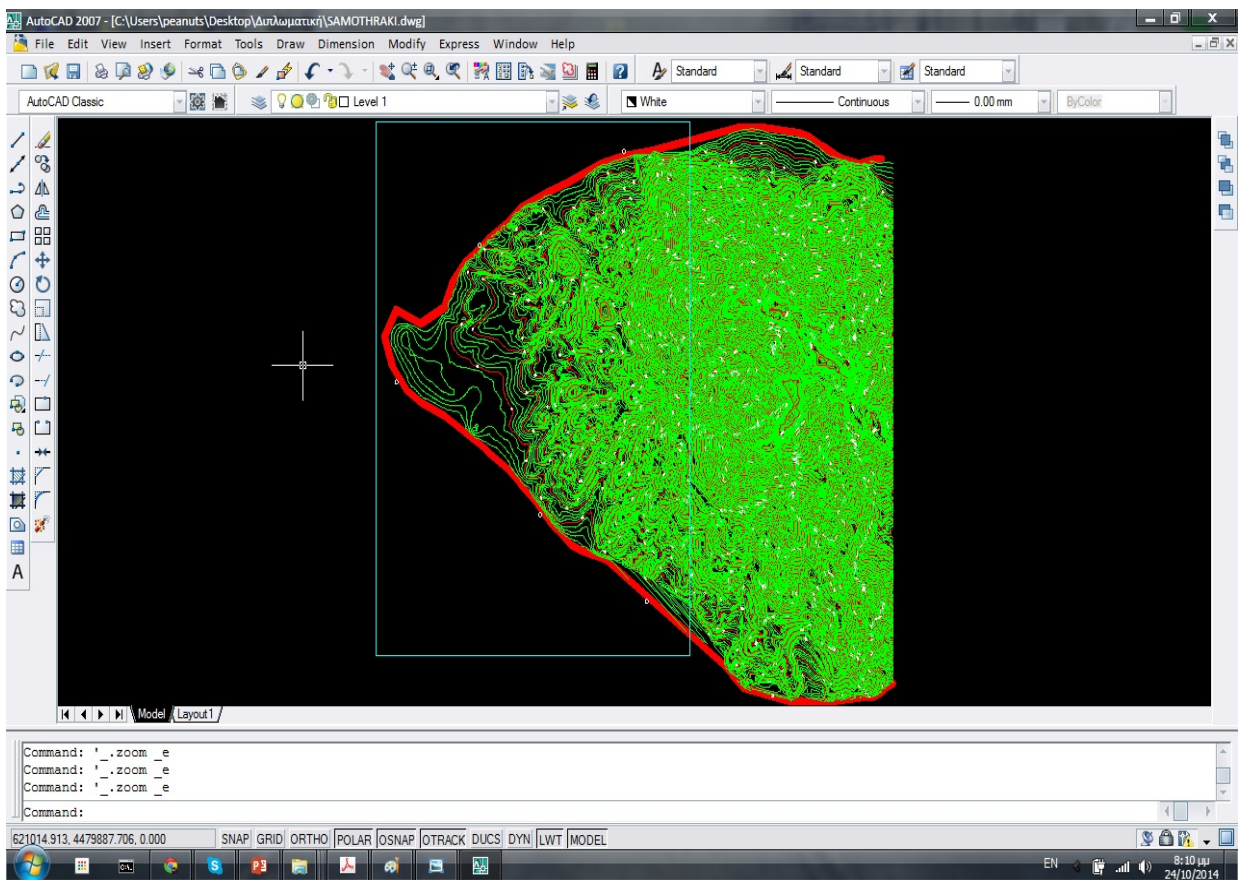 AutoCAD 2007 - [C:\Users\peanuts\Desktop\Διπλωματική\SAMOTHRAKI.dwg]
File Edit View Insert Format Tools Draw Dimension Modify Express Window Help
Standard Standard Standard
AutoCAD Classic Level 1 White Continuous 0.00 mm ByColor
Model Layout1
Command: '_.zoom _e
Command: '_.zoom _e
Command: '_.zoom _e
Command:
621014.913, 4479887.706, 0.000 SNAP GRID ORTHO POLAR OSNAP OTRACK DUCS DYN LWT MODEL
EN 8:10 μμ
24/10/2014